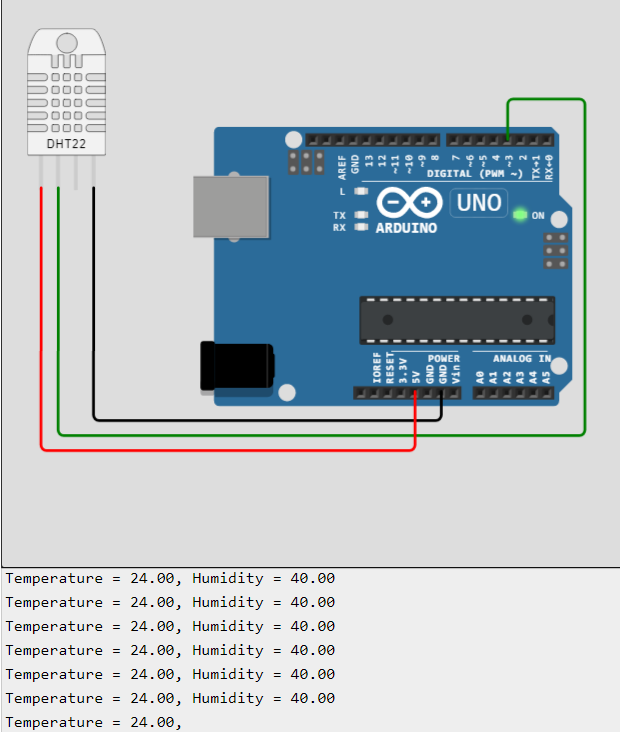 DHT22
AREF
GND
13
12
~11
~10
~9
8
7
~6
~5
4
~3
2
TX→1
RX←0
DIGITAL (PWM ~)
L
TX
RX
ARDUINO
UNO
ON
IOREF
RESET
3.3V
5V
GND
GND
Vin
POWER
ANALOG IN
A0
A1
A2
A3
A4
A5
Temperature = 24.00, Humidity = 40.00
Temperature = 24.00, Humidity = 40.00
Temperature = 24.00, Humidity = 40.00
Temperature = 24.00, Humidity = 40.00
Temperature = 24.00, Humidity = 40.00
Temperature = 24.00, Humidity = 40.00
Temperature = 24.00,